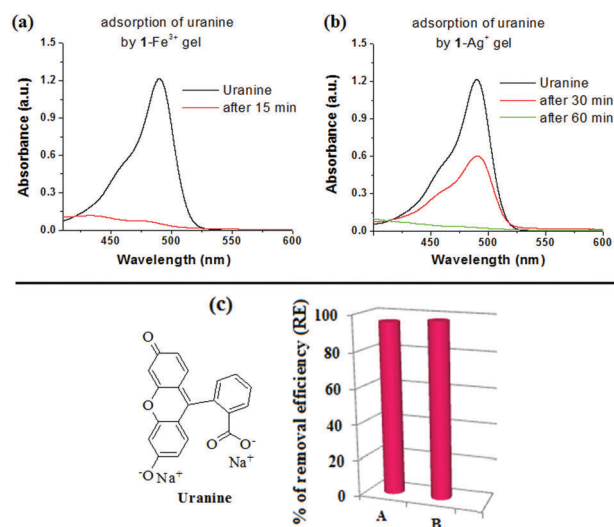 (a)
adsorption of uranine
by 1-Fe³⁺ gel
Absorbance (a.u.)
1.5
1.2
0.9
0.6
0.3
0.0
Uranine
after 15 min
450 500 550 600
Wavelength (nm)
(b)
adsorption of uranine
by 1-Ag⁺ gel
Absorbance (a.u.)
1.5
1.2
0.9
0.6
0.3
0.0
Uranine
after 30 min
after 60 min
400 450 500 550 600
Wavelength (nm)
(c)
O
O
O
O⁻
Na⁺
⁻O Na⁺
Uranine
% of removal efficiency (RE)
100
80
60
40
20
0
A B